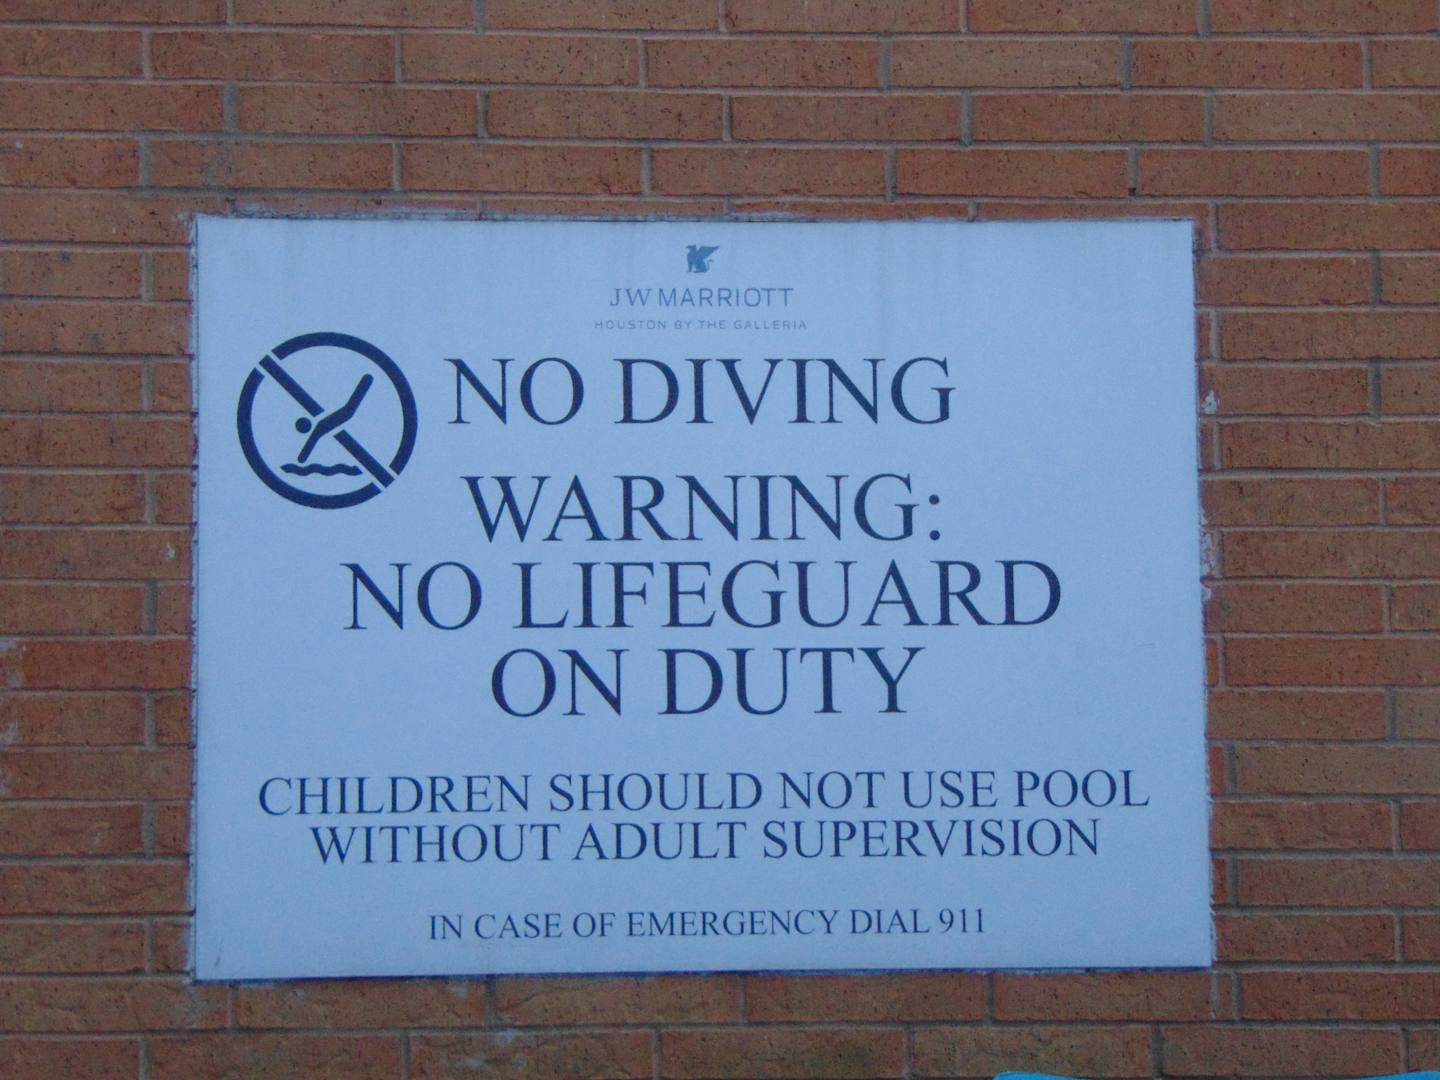 JW MARRIOTT
HOUSTON BY THE GALLERIA
NO DIVING
WARNING:
NO LIFEGUARD
ON DUTY
CHILDREN SHOULD NOT USE POOL
WITHOUT ADULT SUPERVISION
IN CASE OF EMERGENCY DIAL 911